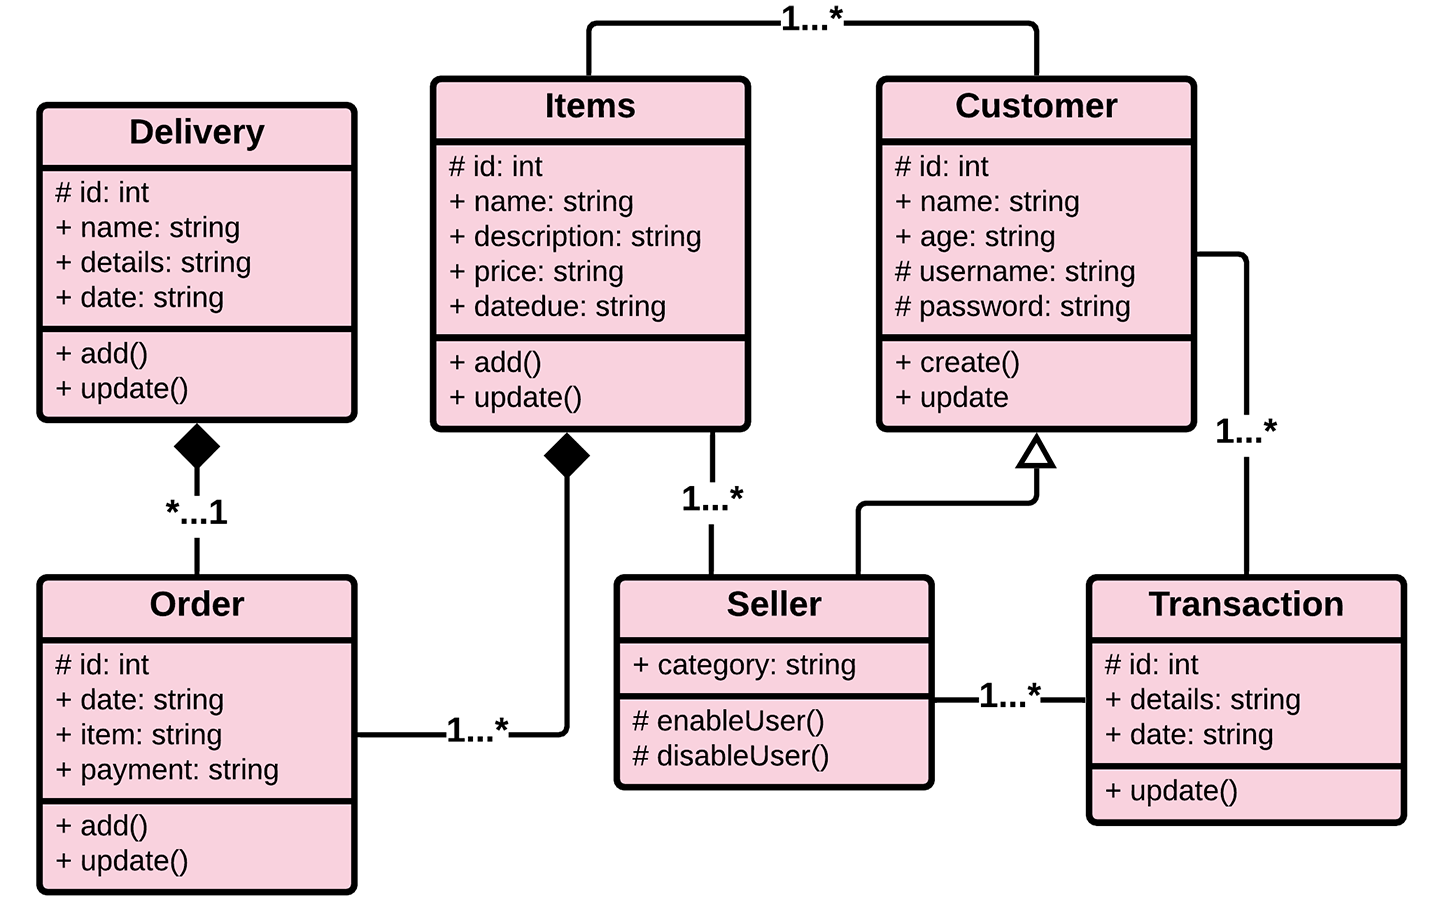 1...*
Delivery
# id: int
+ name: string
+ details: string
+ date: string
+ add()
+ update()
Items
# id: int
+ name: string
+ description: string
+ price: string
+ datedue: string
+ add()
+ update()
Customer
# id: int
+ name: string
+ age: string
# username: string
# password: string
+ create()
+ update
*...1
1...*
1...*
1...*
Order
# id: int
+ date: string
+ item: string
+ payment: string
+ add()
+ update()
Seller
+ category: string
# enableUser()
# disableUser()
1...*
Transaction
# id: int
+ details: string
+ date: string
+ update()